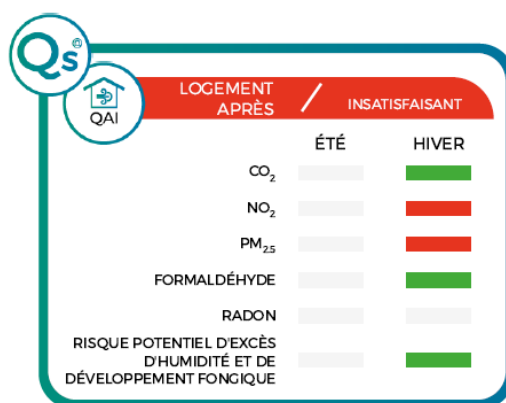 Qs©
QAI
LOGEMENT
APRÈS / INSATISFAISANT
ÉTÉ HIVER
CO₂
NO₂
PM₂.₅
FORMALDÉHYDE
RADON
RISQUE POTENTIEL D'EXCÈS
D'HUMIDITÉ ET DE
DÉVELOPPEMENT FONGIQUE